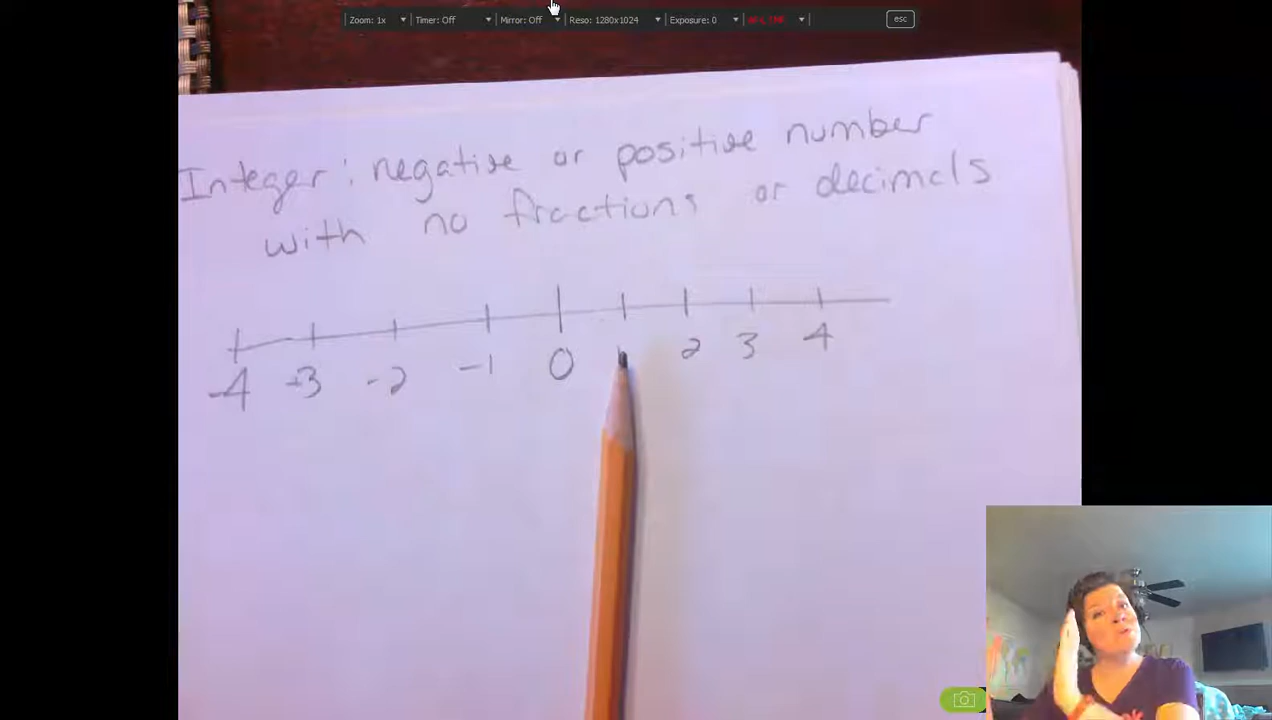 Zoom: 1x Timer: Off Mirror: Off Reso: 1280x1024 Exposure: 0 esc
Integer: negative or positive number
with no fractions or decimals
-4 -3 -2 -1 0 1 2 3 4